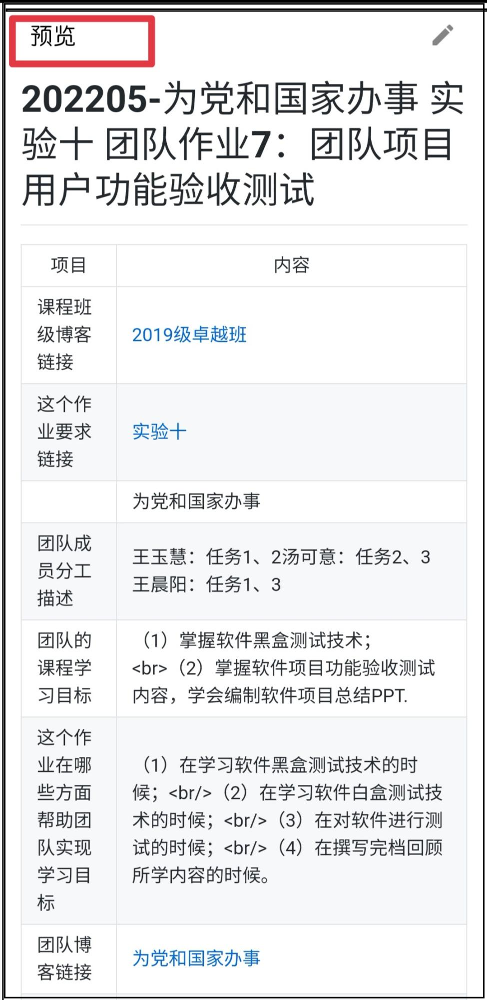 预览
202205-为党和国家办事 实
验十 团队作业7：团队项目
用户功能验收测试
项目
内容
课程班
级博客
链接
2019级卓越班
这个作
业要求
链接
实验十
为党和国家办事
团队成
员分工
描述
王玉慧：任务1、2汤可意：任务2、3
王晨阳：任务1、3
团队的
课程学
习目标
（1）掌握软件黑盒测试技术；
<br>（2）掌握软件项目功能验收测试
内容，学会编制软件项目总结PPT.
这个作
业在哪
些方面
帮助团
队实现
学习目
标
（1）在学习软件黑盒测试技术的时
候；<br/>（2）在学习软件白盒测试技
术的时候；<br/>（3）在对软件进行测
试的时候；<br/>（4）在撰写完档回顾
所学内容的时候。
团队博
客链接
为党和国家办事